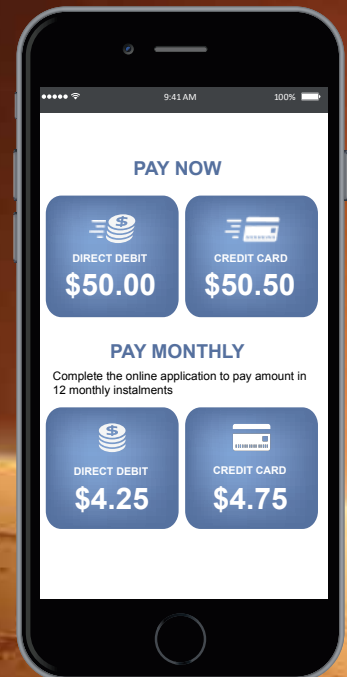 9:41 AM 100%
PAY NOW
DIRECT DEBIT CREDIT CARD
$50.00 $50.50
PAY MONTHLY
Complete the online application to pay amount in
12 monthly instalments
DIRECT DEBIT CREDIT CARD
$4.25 $4.75